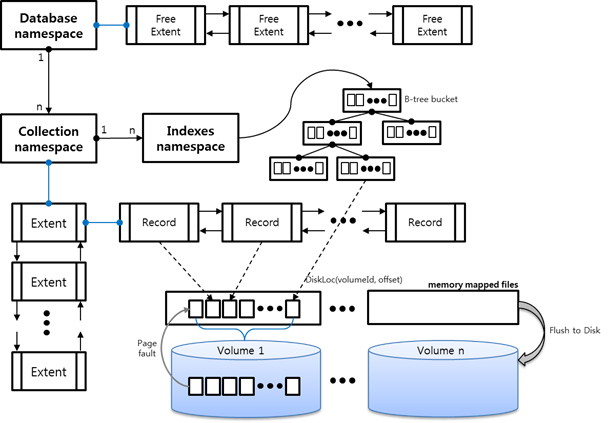 Database
namespace
Free
Extent
Free
Extent
Free
Extent
1
n
B-tree bucket
Collection
namespace
1
n
Indexes
namespace
Extent
Record
Record
Record
Extent
DiskLoc(volumeId, offset)
memory mapped files
Page
fault
Flush to Disk
Volume 1
Volume n
Extent